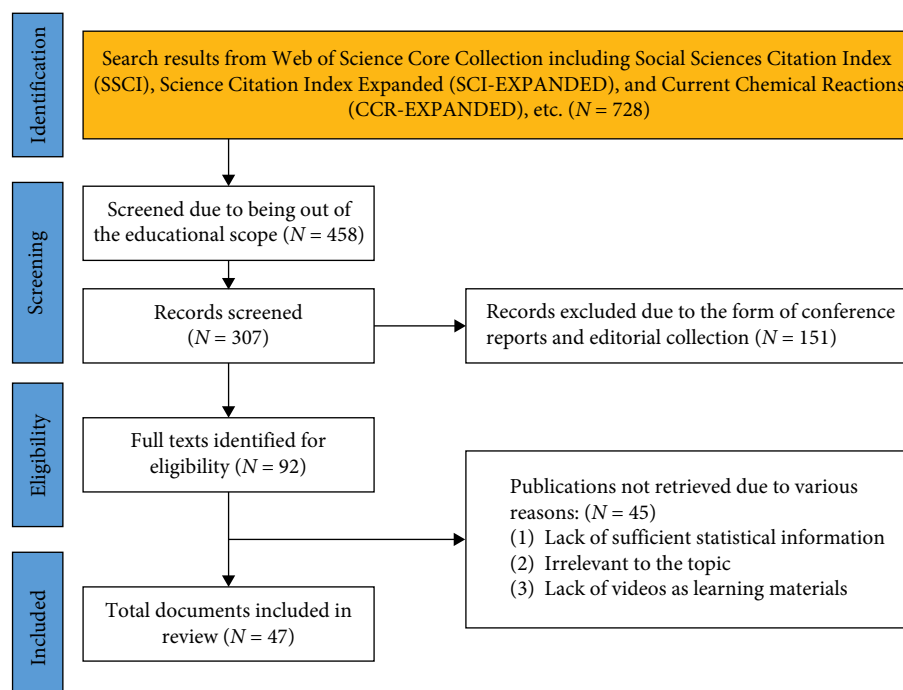 Identification
Search results from Web of Science Core Collection including Social Sciences Citation Index
(SSCI), Science Citation Index Expanded (SCI-EXPANDED), and Current Chemical Reactions
(CCR-EXPANDED), etc. (N = 728)
Screening
Screened due to being out of
the educational scope (N = 458)
Records screened
(N = 307)
Records excluded due to the form of conference
reports and editorial collection (N = 151)
Eligibility
Full texts identified for
eligibility (N = 92)
Publications not retrieved due to various
reasons: (N = 45)
(1) Lack of sufficient statistical information
(2) Irrelevant to the topic
(3) Lack of videos as learning materials
Included
Total documents included in
review (N = 47)